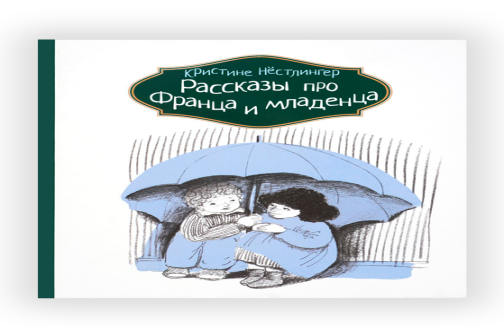 Кристине Нёстлингер
Рассказы про
Франца и младенца